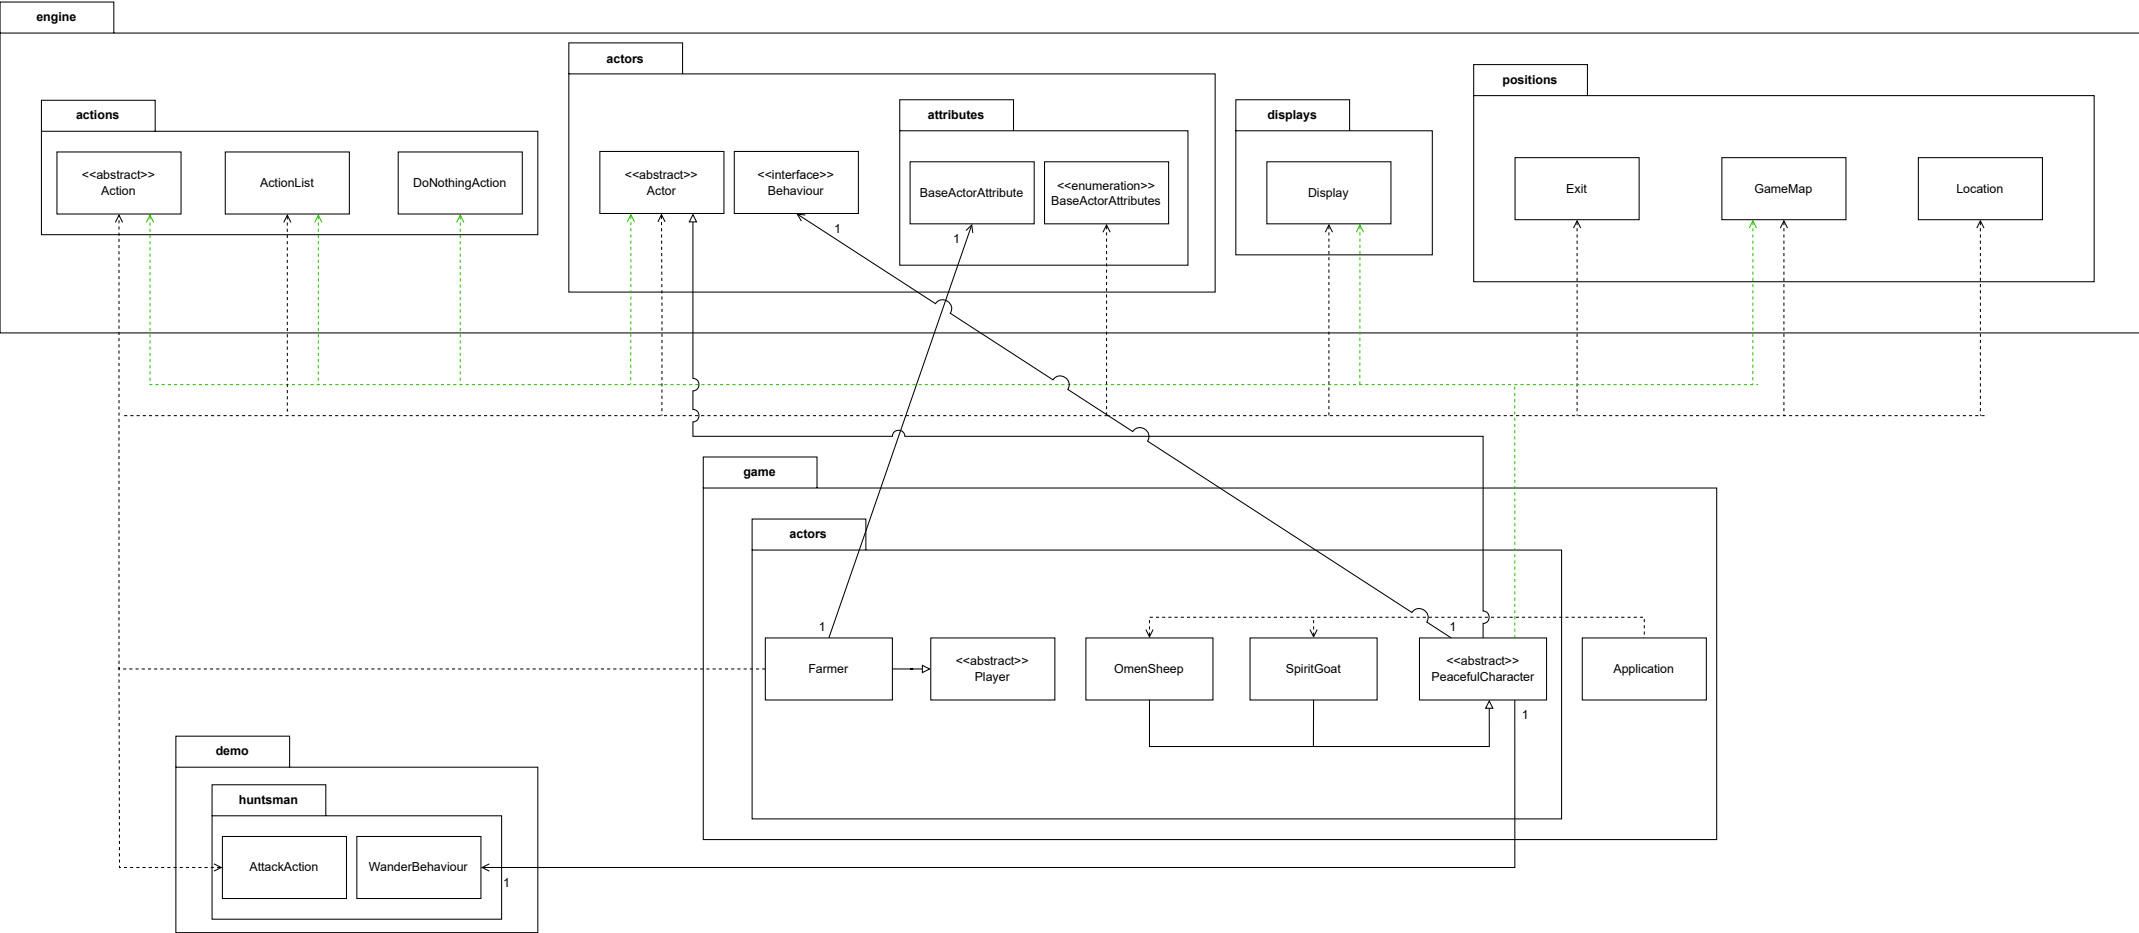 engine
actors
positions
actions
attributes
displays
<<abstract>>
Action
ActionList
DoNothingAction
<<abstract>>
Actor
<<interface>>
Behaviour
BaseActorAttribute
<<enumeration>>
BaseActorAttributes
Display
Exit
GameMap
Location
1
1
game
actors
1
1
Farmer
<<abstract>>
Player
OmenSheep
SpiritGoat
<<abstract>>
PeacefulCharacter
Application
1
demo
huntsman
AttackAction
WanderBehaviour
1